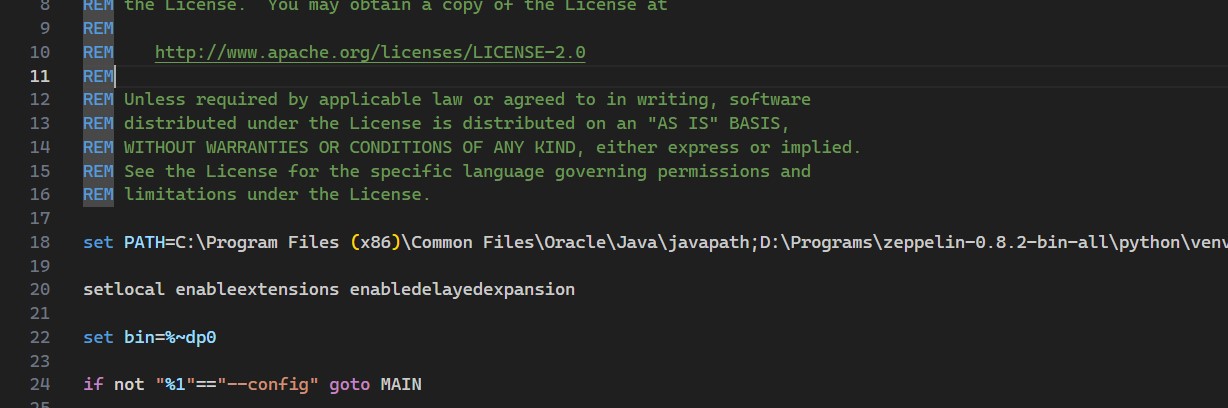 8 REM the License.  You may obtain a copy of the License at
9 REM
10 REM    http://www.apache.org/licenses/LICENSE-2.0
11 REM
12 REM Unless required by applicable law or agreed to in writing, software
13 REM distributed under the License is distributed on an "AS IS" BASIS,
14 REM WITHOUT WARRANTIES OR CONDITIONS OF ANY KIND, either express or implied.
15 REM See the License for the specific language governing permissions and
16 REM limitations under the License.
17
18 set PATH=C:\Program Files (x86)\Common Files\Oracle\Java\javapath;D:\Programs\zeppelin-0.8.2-bin-all\python\venv
19
20 setlocal enableextensions enabledelayedexpansion
21
22 set bin=%~dp0
23
24 if not "%1"=="--config" goto MAIN
25